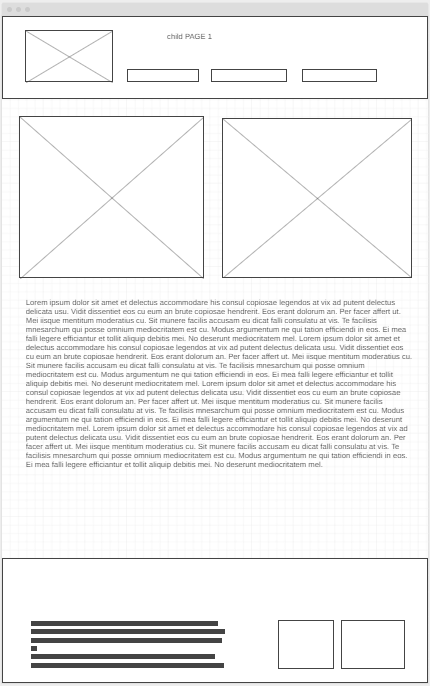 child PAGE 1
Lorem ipsum dolor sit amet et delectus accommodare his consul copiosae legendos at vix ad putent delectus
delicata usu. Vidit dissentiet eos cu eum an brute copiosae hendrerit. Eos erant dolorum an. Per facer affert ut.
Mei iisque mentitum moderatius cu. Sit munere facilis accusam eu dicat falli consulatu at vis. Te facilisis
mnesarchum qui posse omnium mediocritatem est cu. Modus argumentum ne qui tation efficiendi in eos. Ei mea
falli legere efficiantur et tollit aliquip debitis mei. No deserunt mediocritatem mel. Lorem ipsum dolor sit amet et
delectus accommodare his consul copiosae legendos at vix ad putent delectus delicata usu. Vidit dissentiet eos
cu eum an brute copiosae hendrerit. Eos erant dolorum an. Per facer affert ut. Mei iisque mentitum moderatius cu.
Sit munere facilis accusam eu dicat falli consulatu at vis. Te facilisis mnesarchum qui posse omnium
mediocritatem est cu. Modus argumentum ne qui tation efficiendi in eos. Ei mea falli legere efficiantur et tollit
aliquip debitis mei. No deserunt mediocritatem mel. Lorem ipsum dolor sit amet et delectus accommodare his
consul copiosae legendos at vix ad putent delectus delicata usu. Vidit dissentiet eos cu eum an brute copiosae
hendrerit. Eos erant dolorum an. Per facer affert ut. Mei iisque mentitum moderatius cu. Sit munere facilis
accusam eu dicat falli consulatu at vis. Te facilisis mnesarchum qui posse omnium mediocritatem est cu. Modus
argumentum ne qui tation efficiendi in eos. Ei mea falli legere efficiantur et tollit aliquip debitis mei. No deserunt
mediocritatem mel. Lorem ipsum dolor sit amet et delectus accommodare his consul copiosae legendos at vix ad
putent delectus delicata usu. Vidit dissentiet eos cu eum an brute copiosae hendrerit. Eos erant dolorum an. Per
facer affert ut. Mei iisque mentitum moderatius cu. Sit munere facilis accusam eu dicat falli consulatu at vis. Te
facilisis mnesarchum qui posse omnium mediocritatem est cu. Modus argumentum ne qui tation efficiendi in eos.
Ei mea falli legere efficiantur et tollit aliquip debitis mei. No deserunt mediocritatem mel.